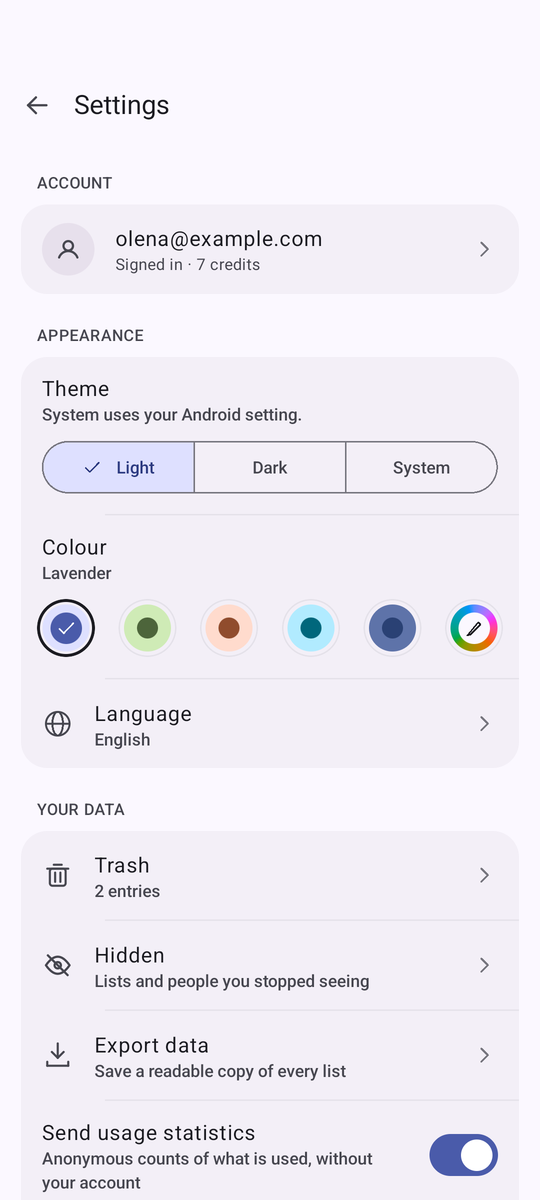 Settings
ACCOUNT
olena@example.com
Signed in · 7 credits
APPEARANCE
Theme
System uses your Android setting.
Light
Dark
System
Colour
Lavender
Language
English
YOUR DATA
Trash
2 entries
Hidden
Lists and people you stopped seeing
Export data
Save a readable copy of every list
Send usage statistics
Anonymous counts of what is used, without
your account